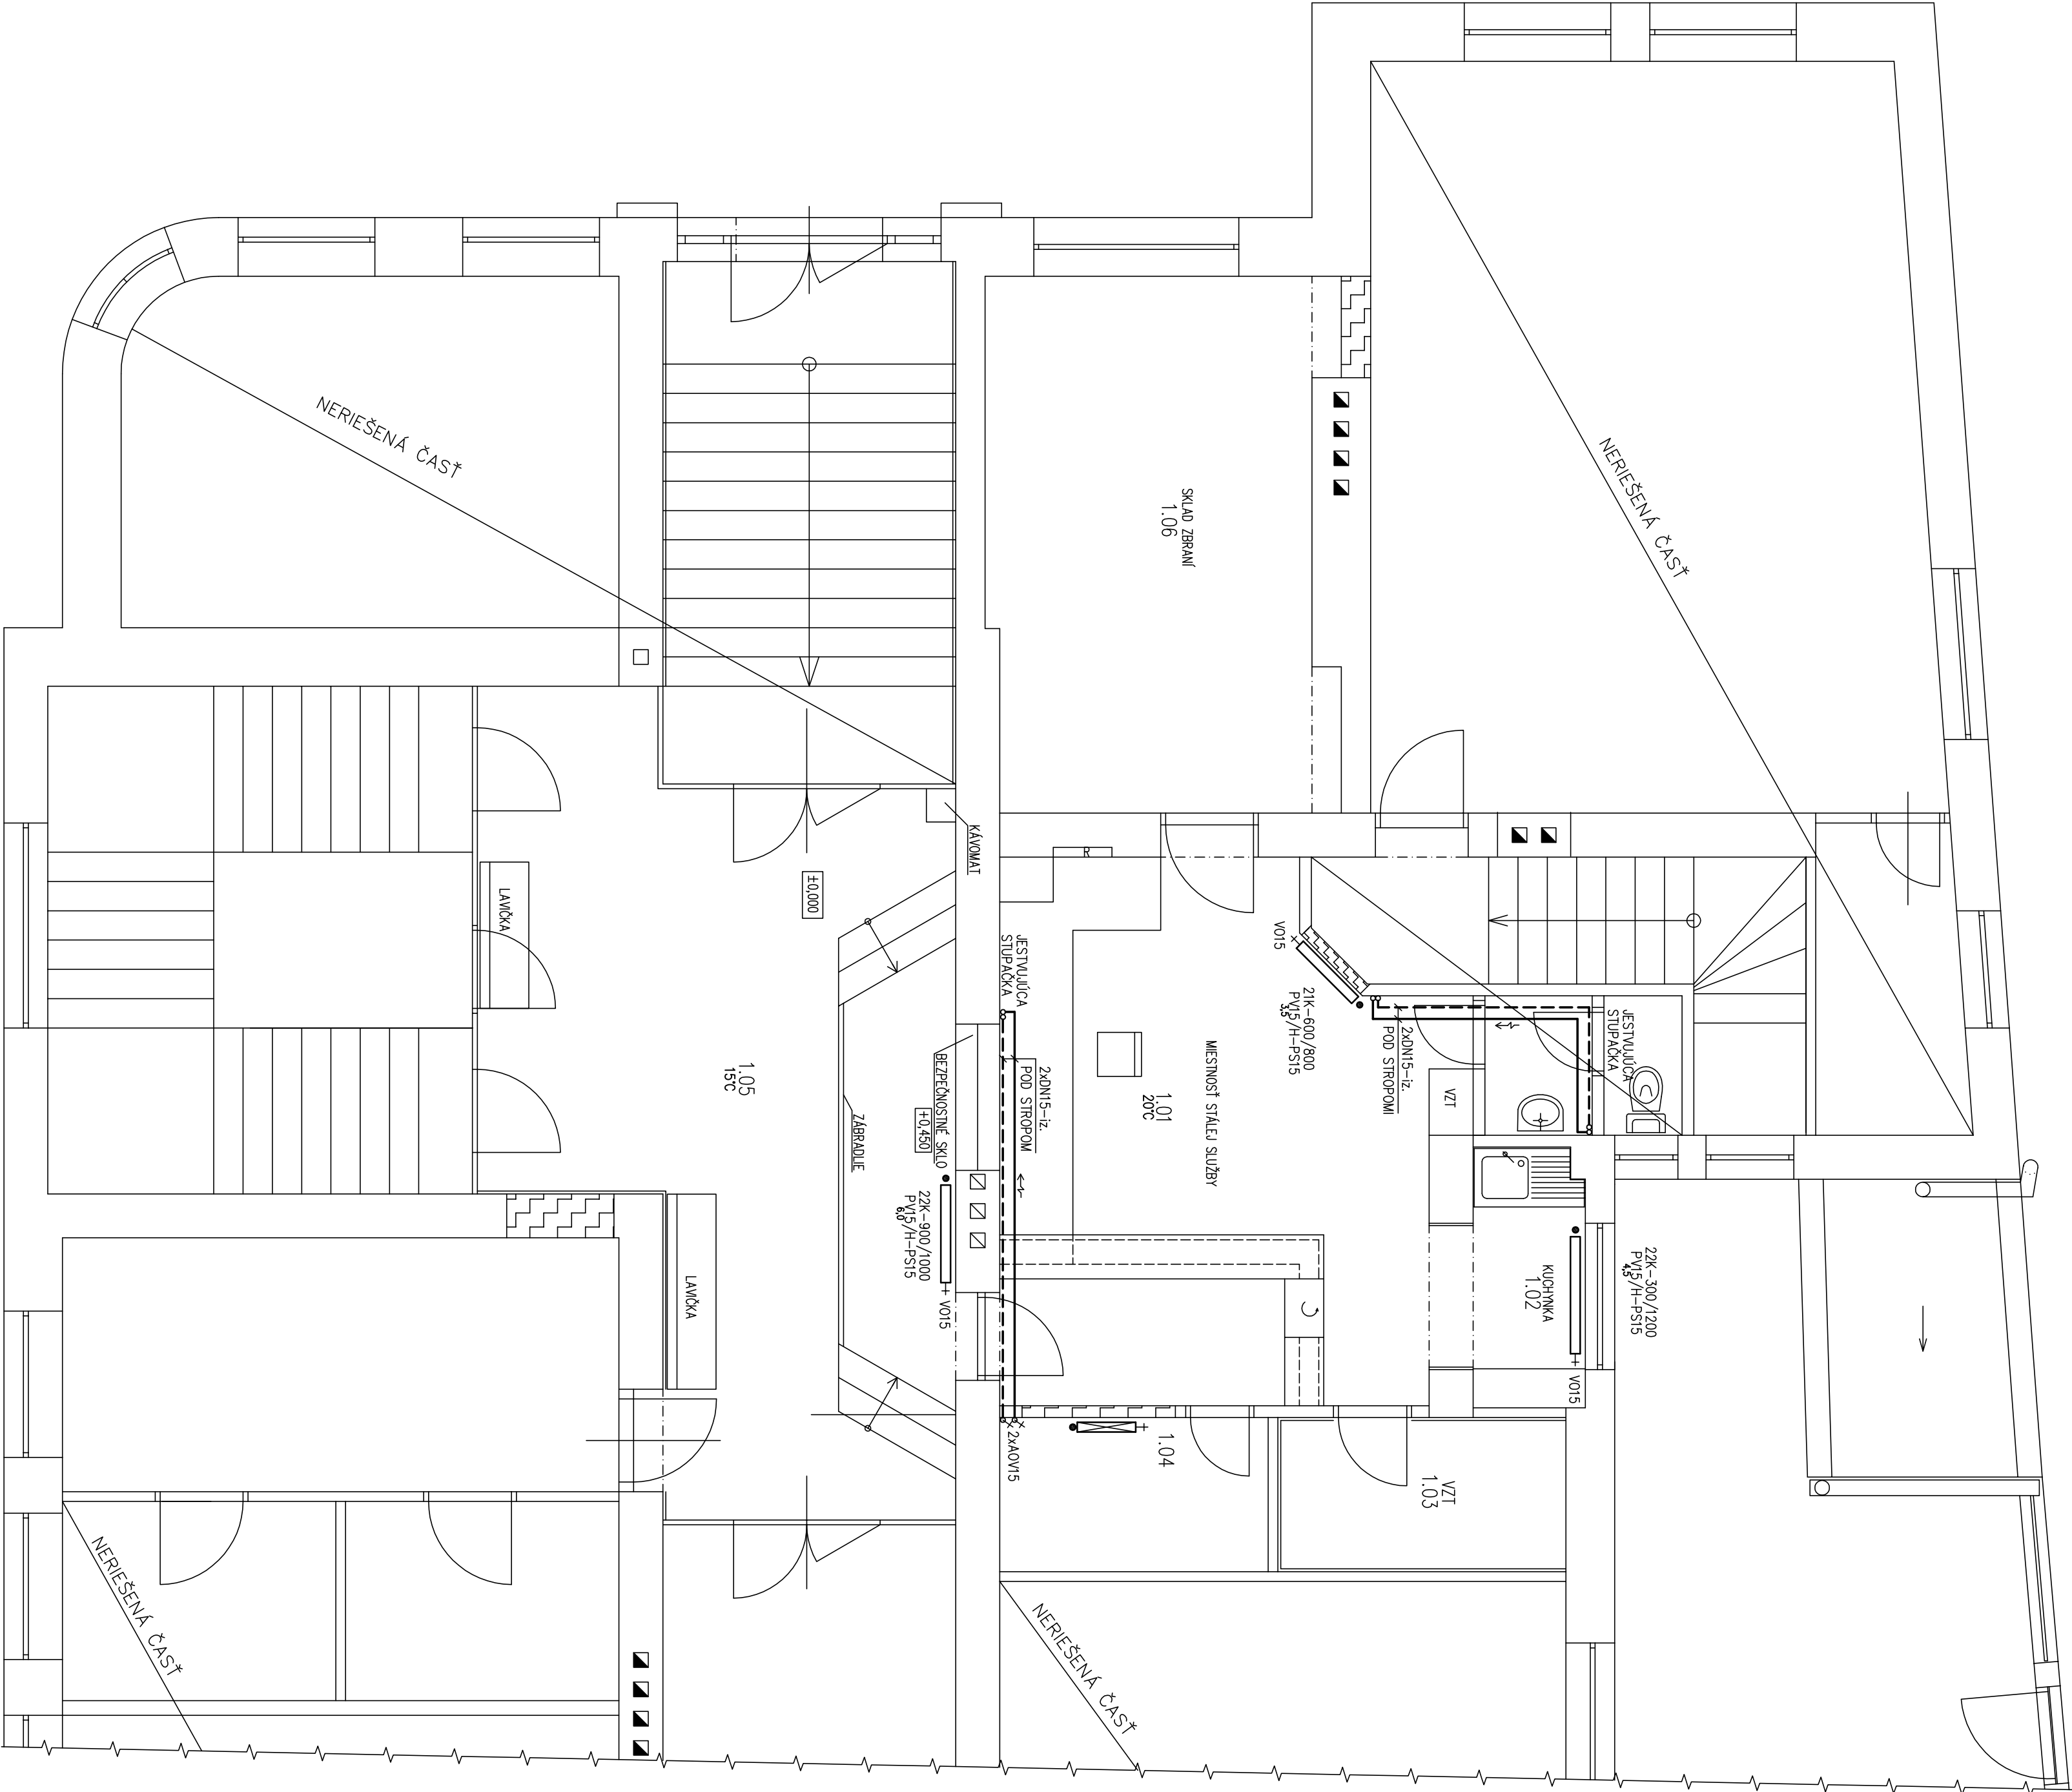 NERIEŠENÁ ČASŤ
NERIEŠENÁ ČASŤ
SKLAD ZBRANÍ
1.06
KÁVOMAT
±0,000
LAVIČKA
R
VO15
21K-600/800
PV15/H-PS15
3,5
2xDN15-iz.
POD STROPOMI
JESTVUJÚCA
STUPAČKA
JESTVUJÚCA
STUPAČKA
2xDN15-iz.
POD STROPOM
MIESTNOSŤ STÁLEJ SLUŽBY
1.01
20°C
VZT
1.05
15°C
ZÁBRADLIE
BEZPEČNOSTNÉ SKLO
+0,450
22K-900/1000
PV15/H-PS15
6,0
VO15
LAVIČKA
KUCHYNKA
1.02
22K-300/1200
PV15/H-PS15
4,5
VO15
2xAOV15
1.04
VZT
1.03
NERIEŠENÁ ČASŤ
NERIEŠENÁ ČASŤ